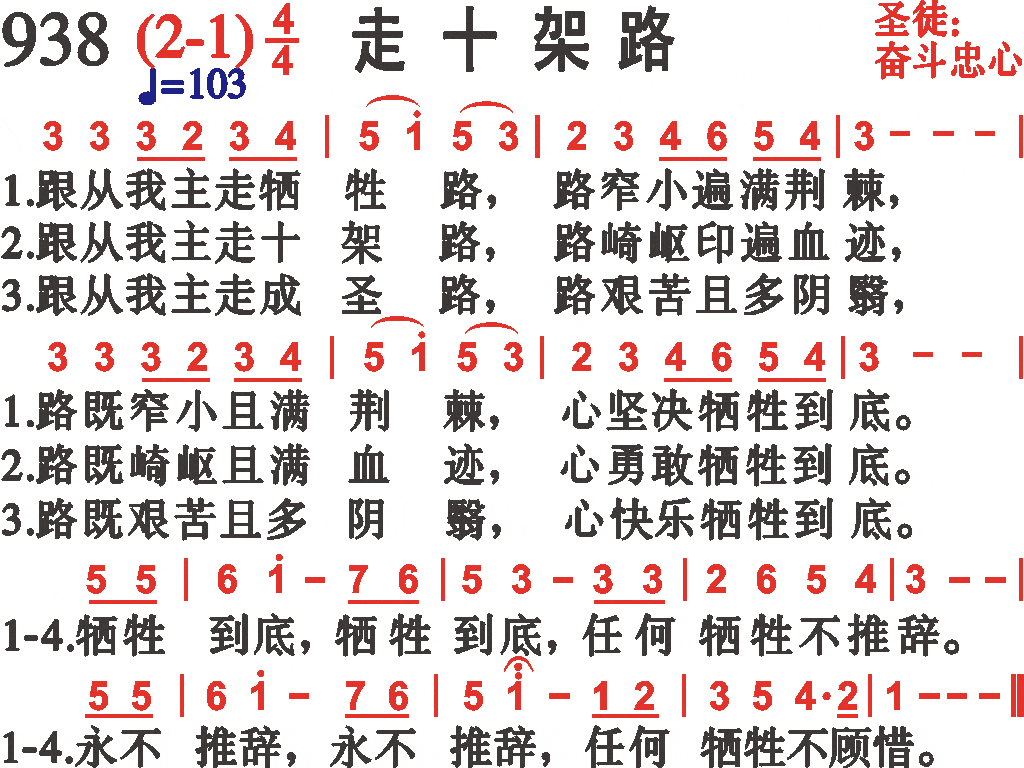 938 (2-1) 4/4 走十架路 圣徒:
♩=103 奋斗忠心
3 3 3 2 3 4 | 5 i 5 3 | 2 3 4 6 5 4 | 3 - - - |
1.跟从我主走牺牲路，路窄小遍满荆棘，
2.跟从我主走十架路，路崎岖印遍血迹，
3.跟从我主走成圣路，路艰苦且多阴翳，
3 3 3 2 3 4 | 5 i 5 3 | 2 3 4 6 5 4 | 3 - - |
1.路既窄小且满荆棘，心坚决牺牲到底。
2.路既崎岖且满血迹，心勇敢牺牲到底。
3.路既艰苦且多阴翳，心快乐牺牲到底。
5 5 | 6 i - 7 6 | 5 3 - 3 3 | 2 6 5 4 | 3 - - |
1-4.牺牲到底，牺牲到底，任何牺牲不推辞。
5 5 | 6 i - 7 6 | 5 i - 1 2 | 3 5 4·2 | 1 - - - ‖
1-4.永不推辞，永不推辞，任何牺牲不顾惜。